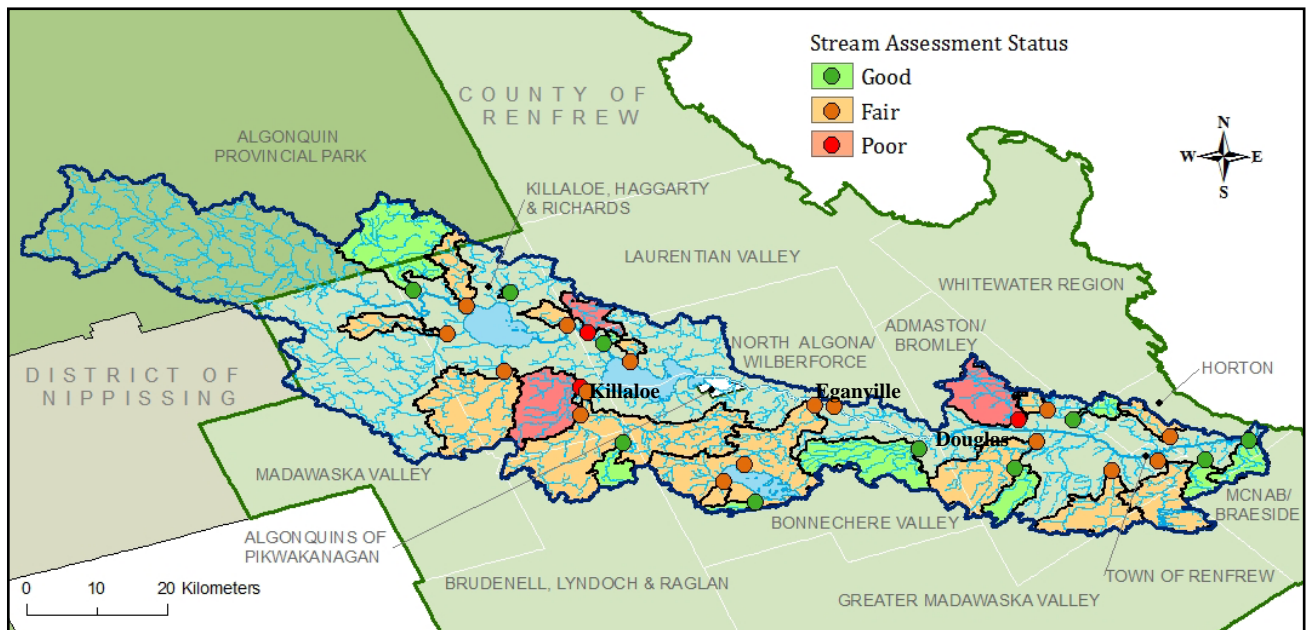 Stream Assessment Status
Good
Fair
Poor
COUNTY OF
RENFREW
ALGONQUIN
PROVINCIAL PARK
N
W E
S
KILLALOE, HAGGARTY
& RICHARDS
LAURENTIAN VALLEY
WHITEWATER REGION
NORTH ALGONA/
WILBERFORCE
ADMASTON/
BROMLEY
HORTON
DISTRICT OF
NIPPISSING
Killaloe
Eganville
Douglas
MADAWASKA VALLEY
MCNAB/
BRAESIDE
BONNECHERE VALLEY
ALGONQUINS OF
PIKWAKANAGAN
TOWN OF RENFREW
BRUDENELL, LYNDOCH & RAGLAN
GREATER MADAWASKA VALLEY
0 10 20 Kilometers